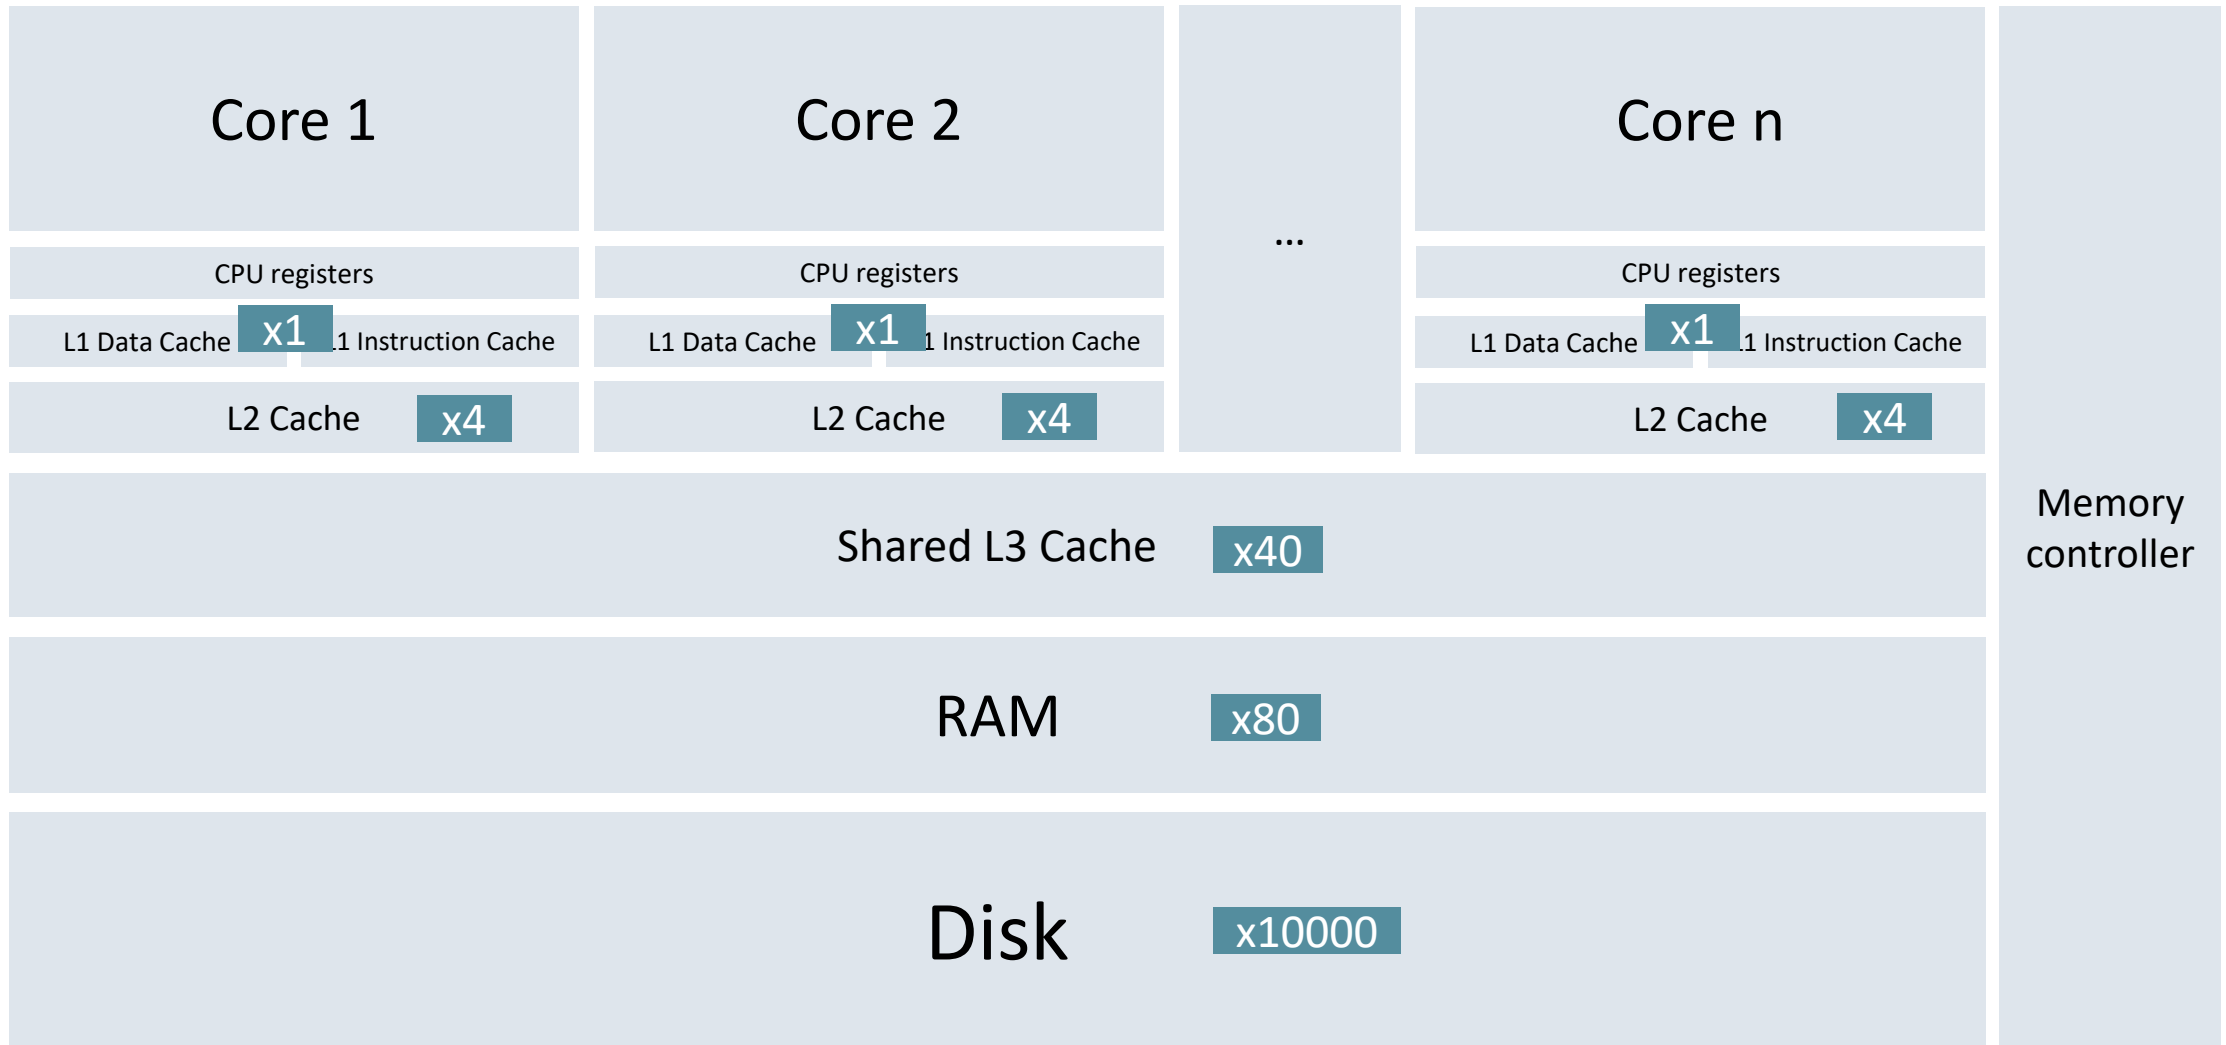 Core 1
Core 2
...
Core n
CPU registers
CPU registers
CPU registers
L1 Data Cache
x1
1 Instruction Cache
L1 Data Cache
x1
1 Instruction Cache
L1 Data Cache
x1
1 Instruction Cache
L2 Cache
x4
L2 Cache
x4
L2 Cache
x4
Memory
controller
Shared L3 Cache
x40
RAM
x80
Disk
x10000